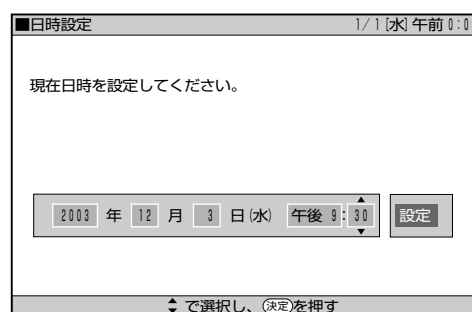 ■日時設定 1/1[水]午前0:0
現在日時を設定してください。
2003 年 12 月 3 日(水) 午後 9:30 設定
で選択し、決定を押す